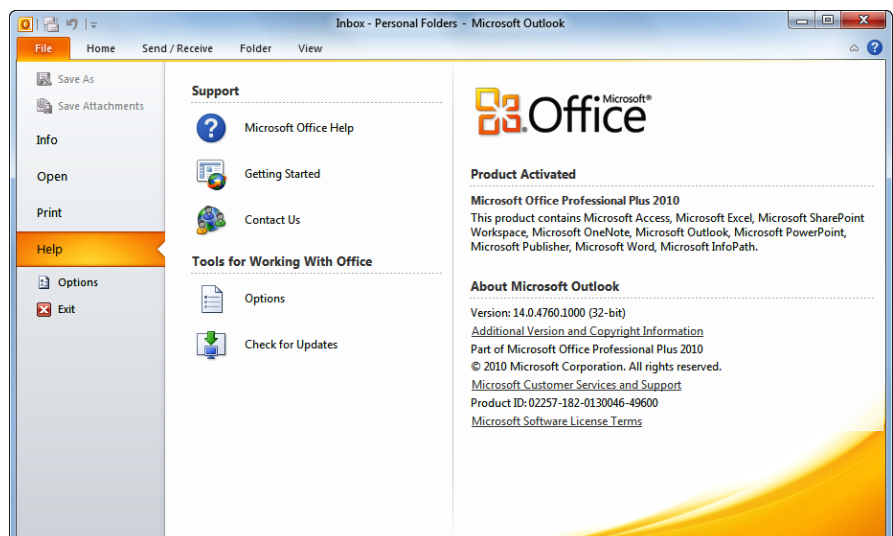 Inbox - Personal Folders - Microsoft Outlook
File Home Send / Receive Folder View
Save As
Save Attachments
Info
Open
Print
Help
Options
Exit
Support
Microsoft Office Help
Getting Started
Contact Us
Tools for Working With Office
Options
Check for Updates
Microsoft®
Office
Product Activated
Microsoft Office Professional Plus 2010
This product contains Microsoft Access, Microsoft Excel, Microsoft SharePoint
Workspace, Microsoft OneNote, Microsoft Outlook, Microsoft PowerPoint,
Microsoft Publisher, Microsoft Word, Microsoft InfoPath.
About Microsoft Outlook
Version: 14.0.4760.1000 (32-bit)
Additional Version and Copyright Information
Part of Microsoft Office Professional Plus 2010
© 2010 Microsoft Corporation. All rights reserved.
Microsoft Customer Services and Support
Product ID: 02257-182-0130046-49600
Microsoft Software License Terms